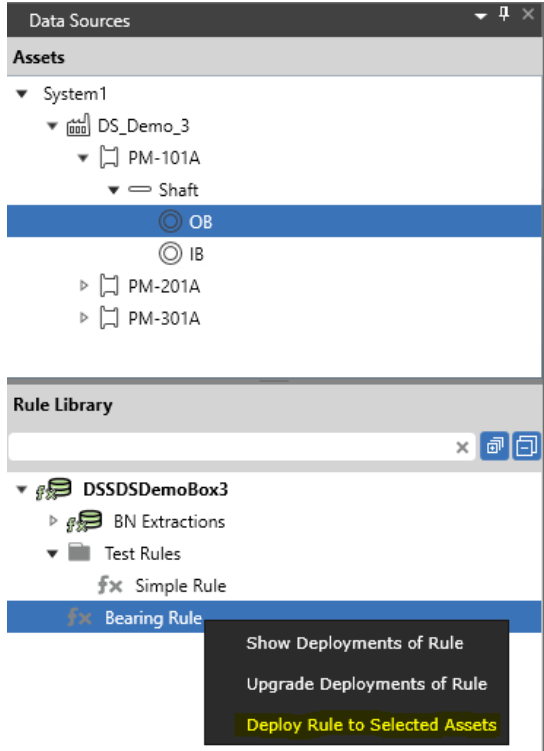 Data Sources
Assets
System1
DS_Demo_3
PM-101A
Shaft
OB
IB
PM-201A
PM-301A
Rule Library
DSSDSDemoBox3
BN Extractions
Test Rules
fx Simple Rule
fx Bearing Rule
Show Deployments of Rule
Upgrade Deployments of Rule
Deploy Rule to Selected Assets